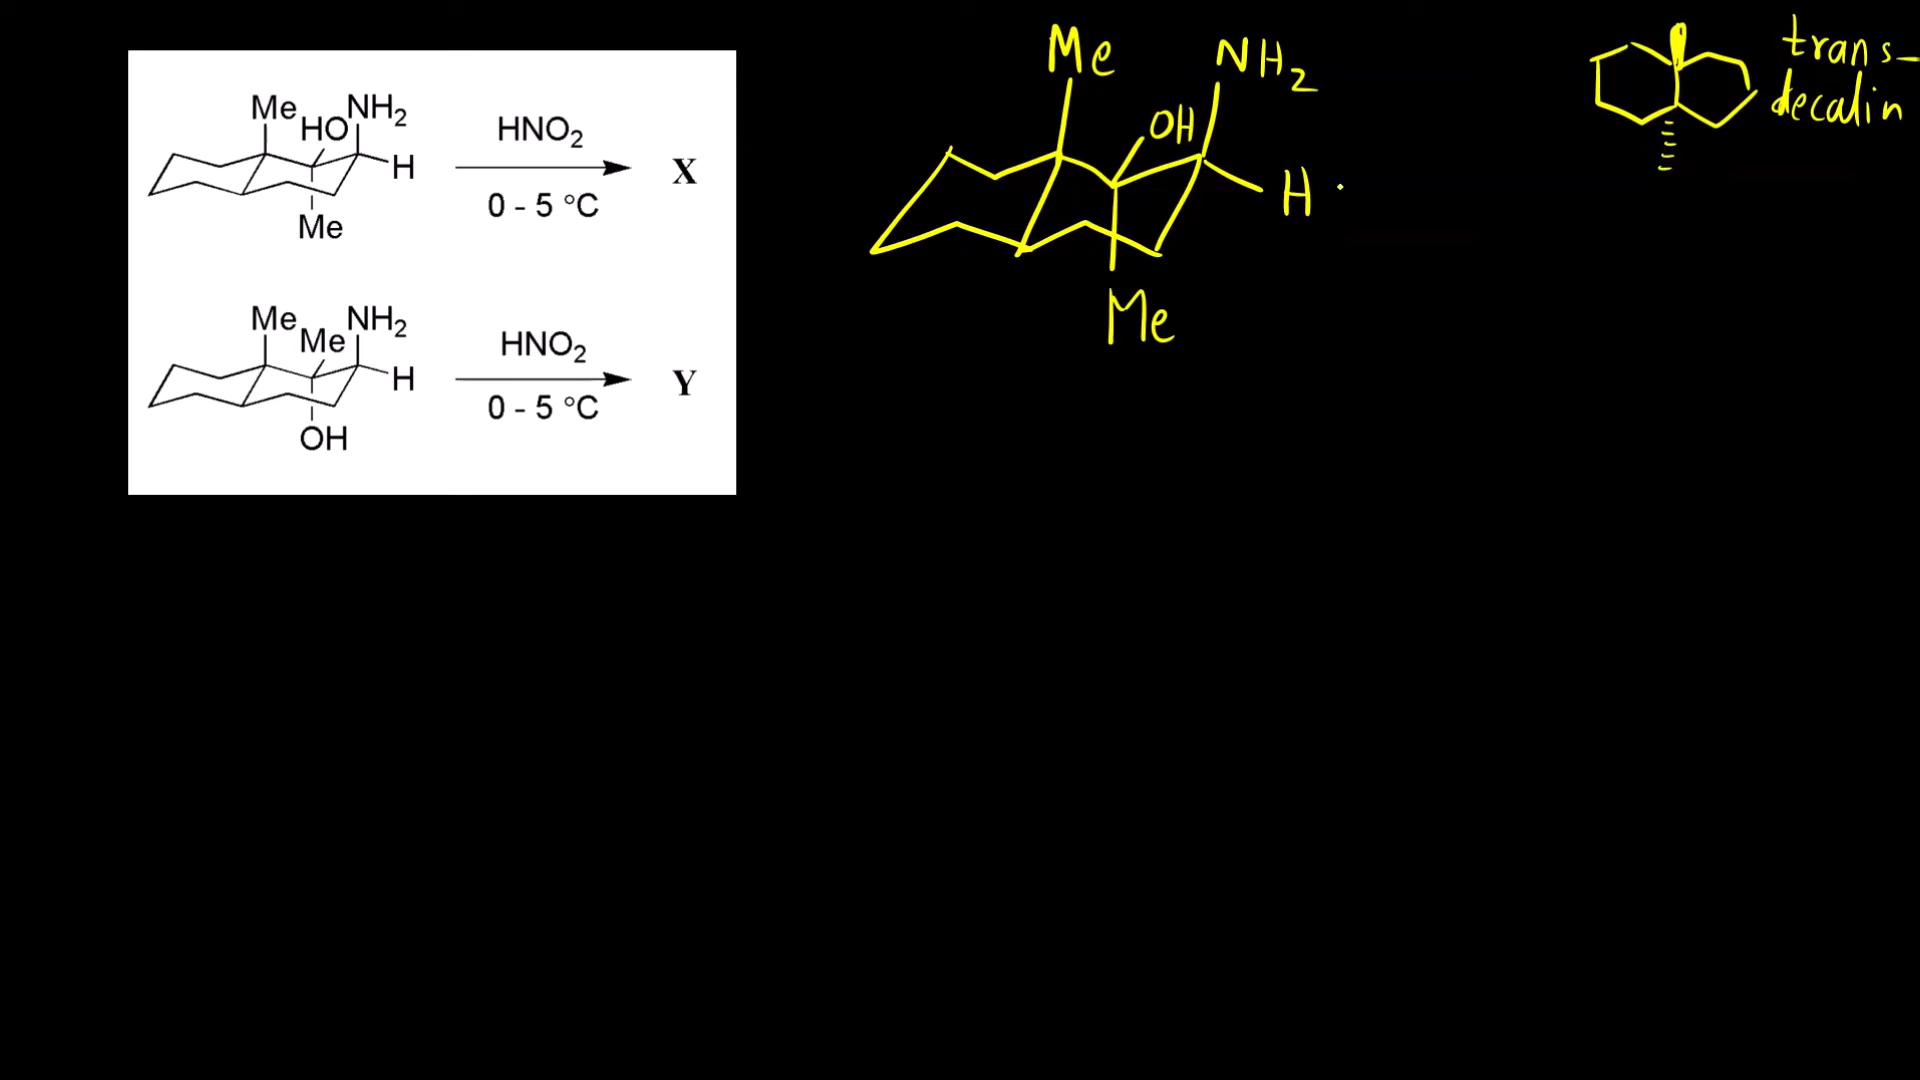 Me NH₂
HO
HNO₂
H
X
0 - 5 °C
Me
Me NH₂
Me
HNO₂
H
Y
0 - 5 °C
OH
Me NH₂
OH
H
Me
trans-
decalin